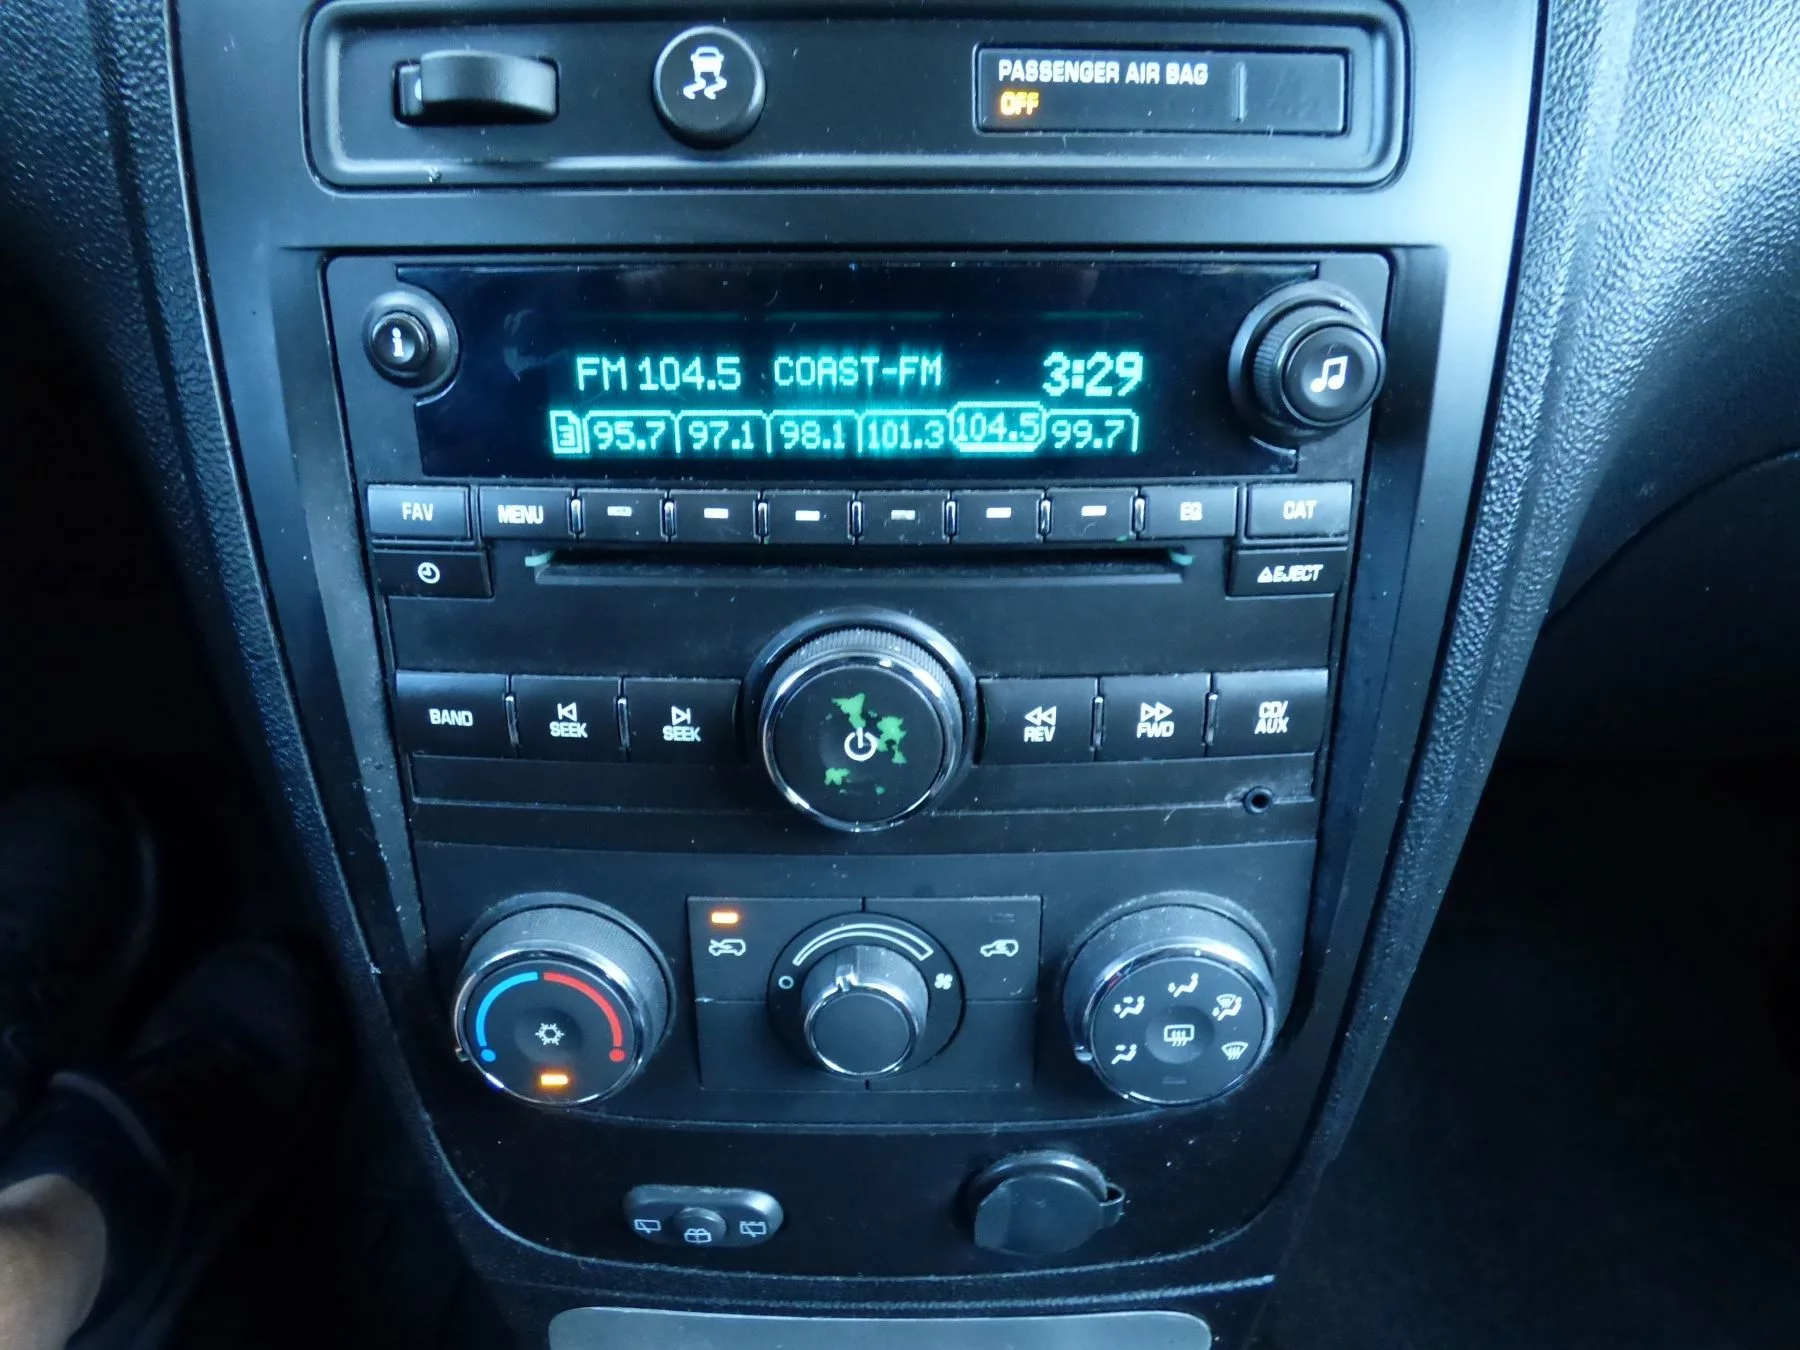 PASSENGER AIR BAG
OFF
i
FM 104.5 COAST-FM 3:29
3 95.7 97.1 98.1 101.3 104.5 99.7
FAV MENU EQ CAT
EJECT
BAND SEEK SEEK REV FWD CD/
AUX